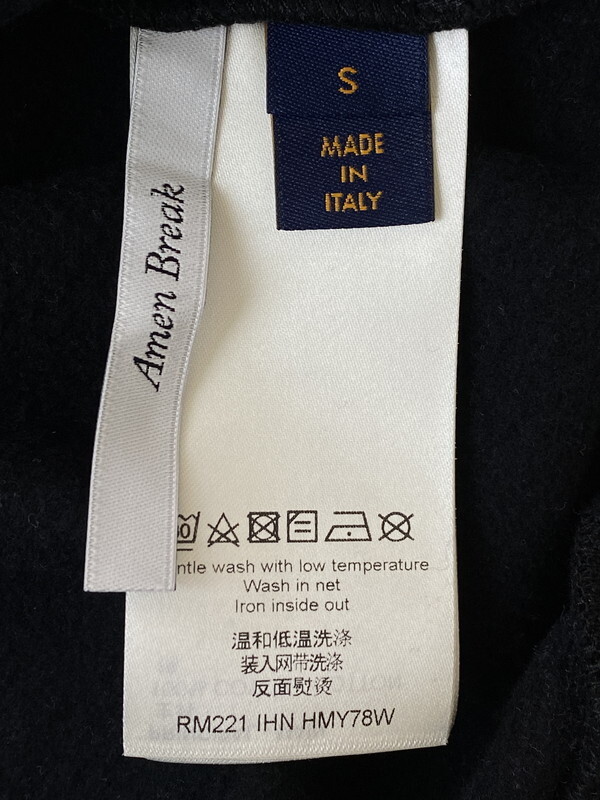 S
MADE
IN
ITALY
Amen Break
30
ntle wash with low temperature
Wash in net
Iron inside out
温和低温洗涤
装入网带洗涤
反面熨烫
RM221 IHN HMY78W